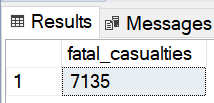 Results Messages
fatal_casualties
1 7135